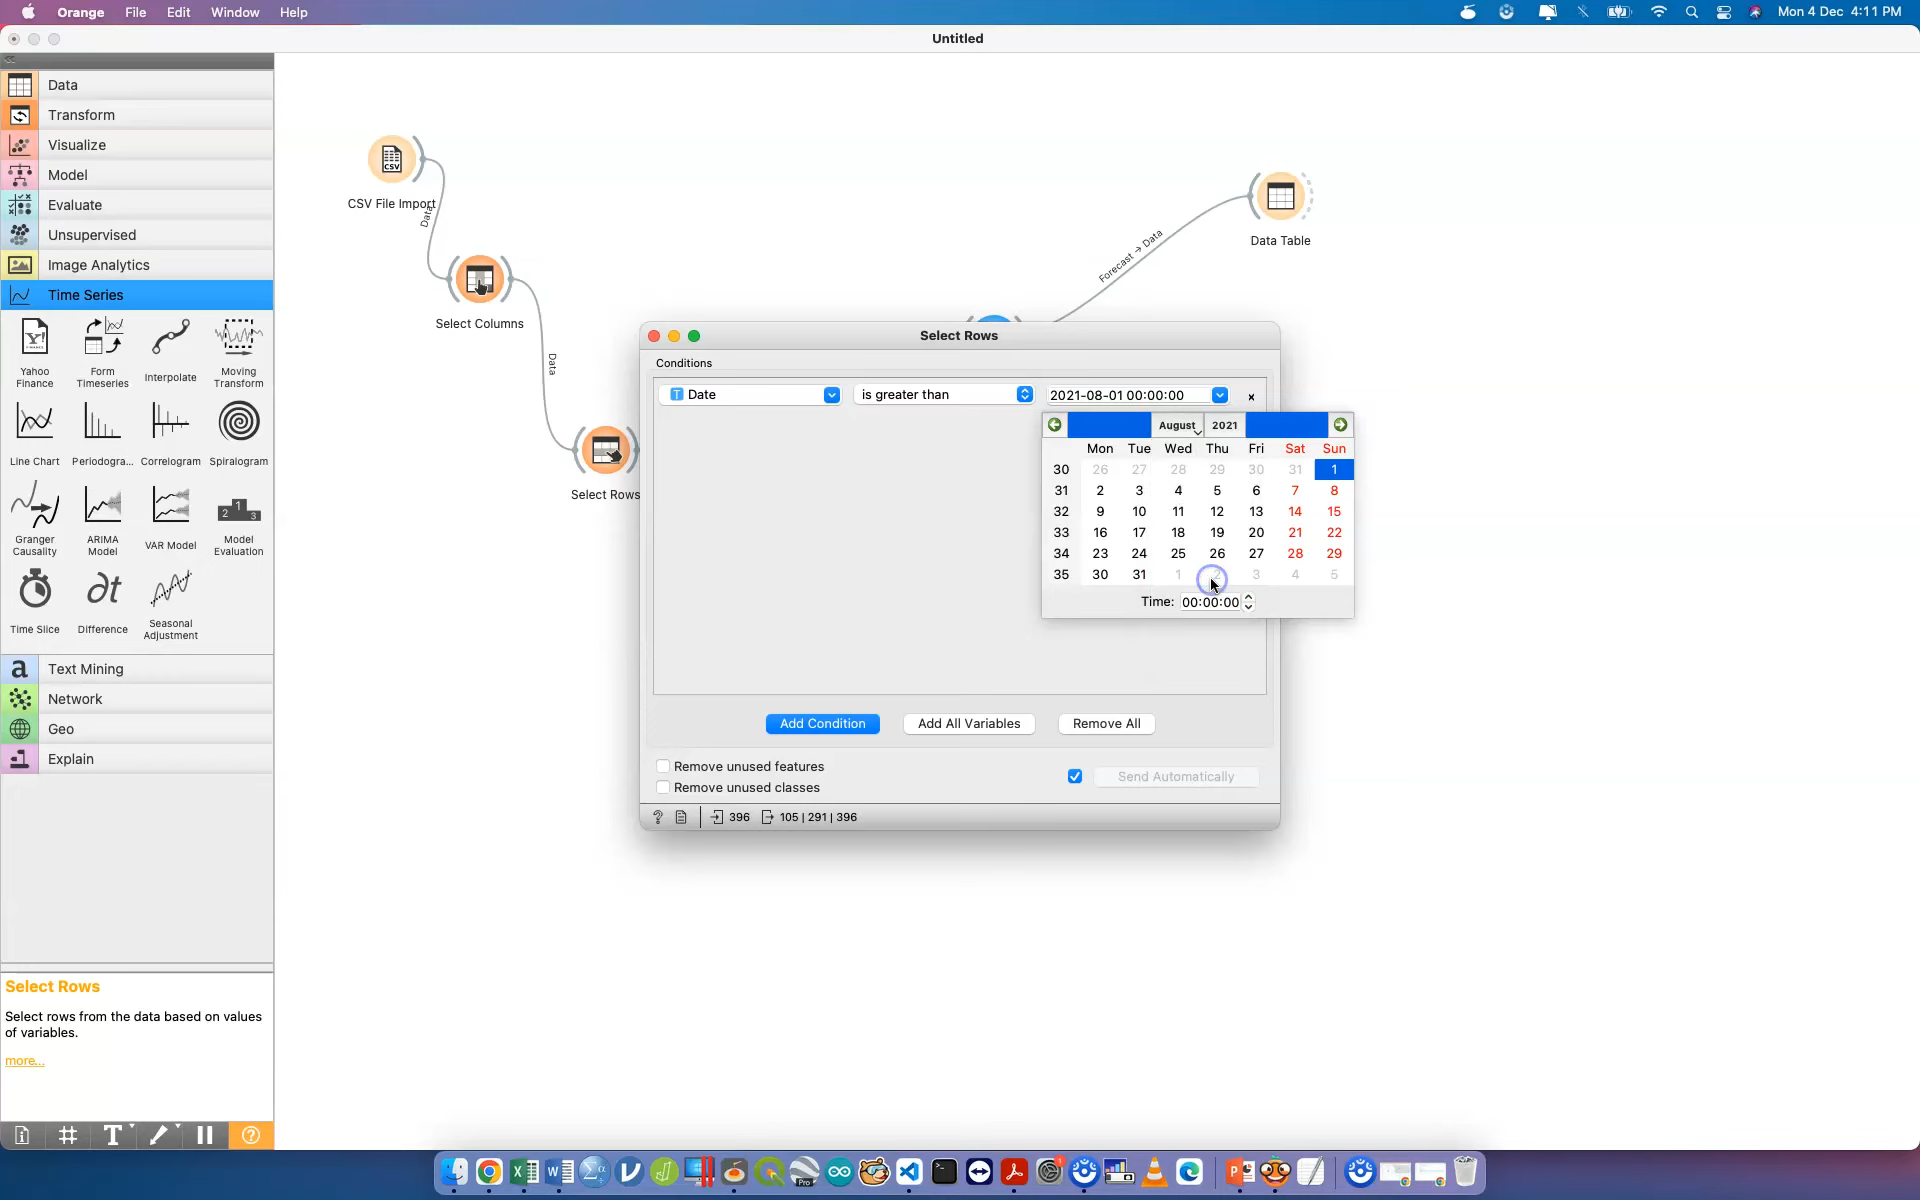 Orange File Edit Window Help
Mon 4 Dec 4:11 PM
Untitled
Data
Transform
Visualize
Model
Evaluate
Unsupervised
Image Analytics
Time Series
Yahoo Finance
Form Timeseries
Interpolate
Moving Transform
Line Chart
Periodogra...
Correlogram
Spiralogram
Granger Causality
ARIMA Model
VAR Model
Model Evaluation
Time Slice
Difference
Seasonal Adjustment
Text Mining
Network
Geo
Explain
Select Rows
Select rows from the data based on values
of variables.
more...
CSV File Import
Data
Select Columns
Data
Select Rows
Forecast → Data
Data Table
Select Rows
Conditions
Date is greater than 2021-08-01 00:00:00
August 2021
Mon Tue Wed Thu Fri Sat Sun
30 26 27 28 29 30 31 1
31 2 3 4 5 6 7 8
32 9 10 11 12 13 14 15
33 16 17 18 19 20 21 22
34 23 24 25 26 27 28 29
35 30 31 1 2 3 4 5
Time: 00:00:00
Add Condition Add All Variables Remove All
Remove unused features
Remove unused classes
Send Automatically
? 396 105 | 291 | 396